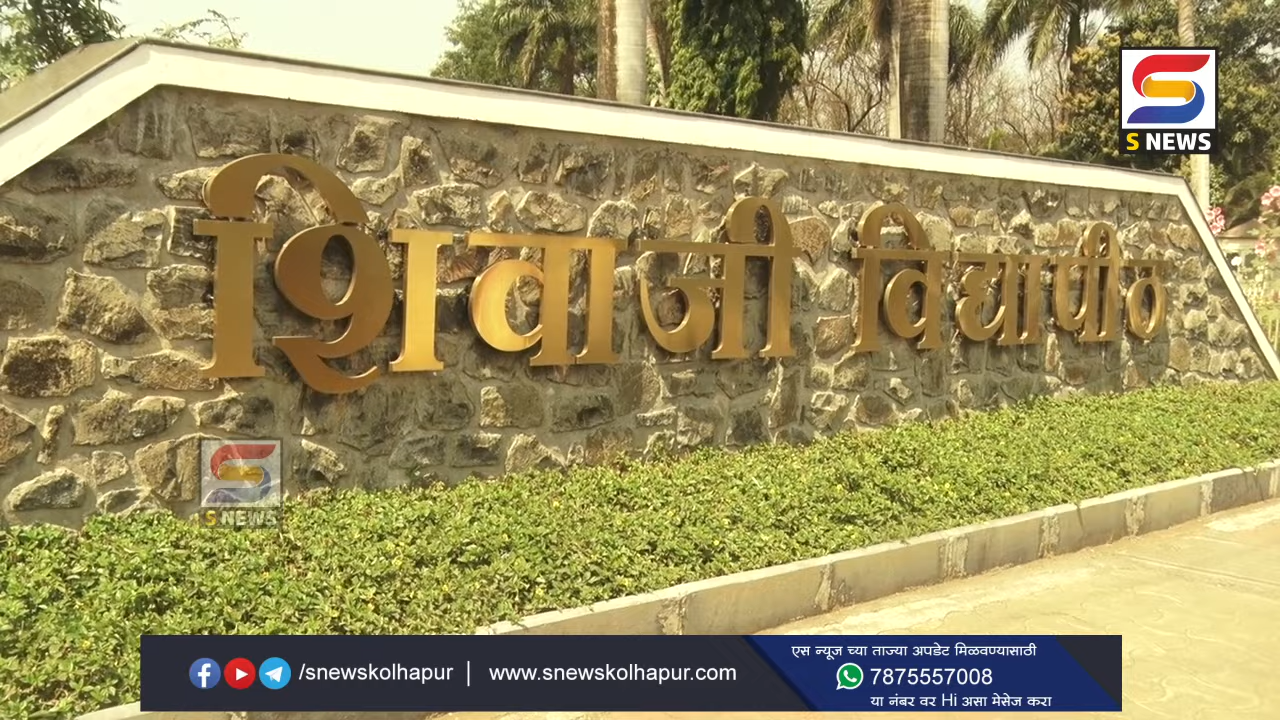 S NEWS
शिवाजी विद्यापीठ
S NEWS
/snewskolhapur | www.snewskolhapur.com
एस न्यूज च्या ताज्या अपडेट मिळवण्यासाठी
7875557008
या नंबर वर Hi असा मेसेज करा